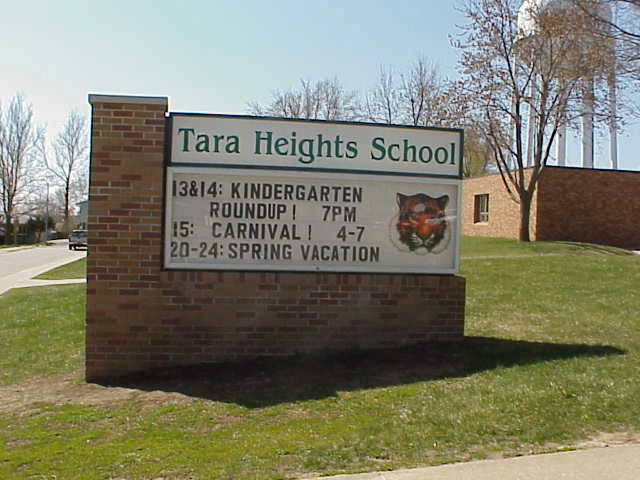 Tara Heights School
13&14: KINDERGARTEN
ROUNDUP! 7PM
15: CARNIVAL! 4-7
20-24: SPRING VACATION